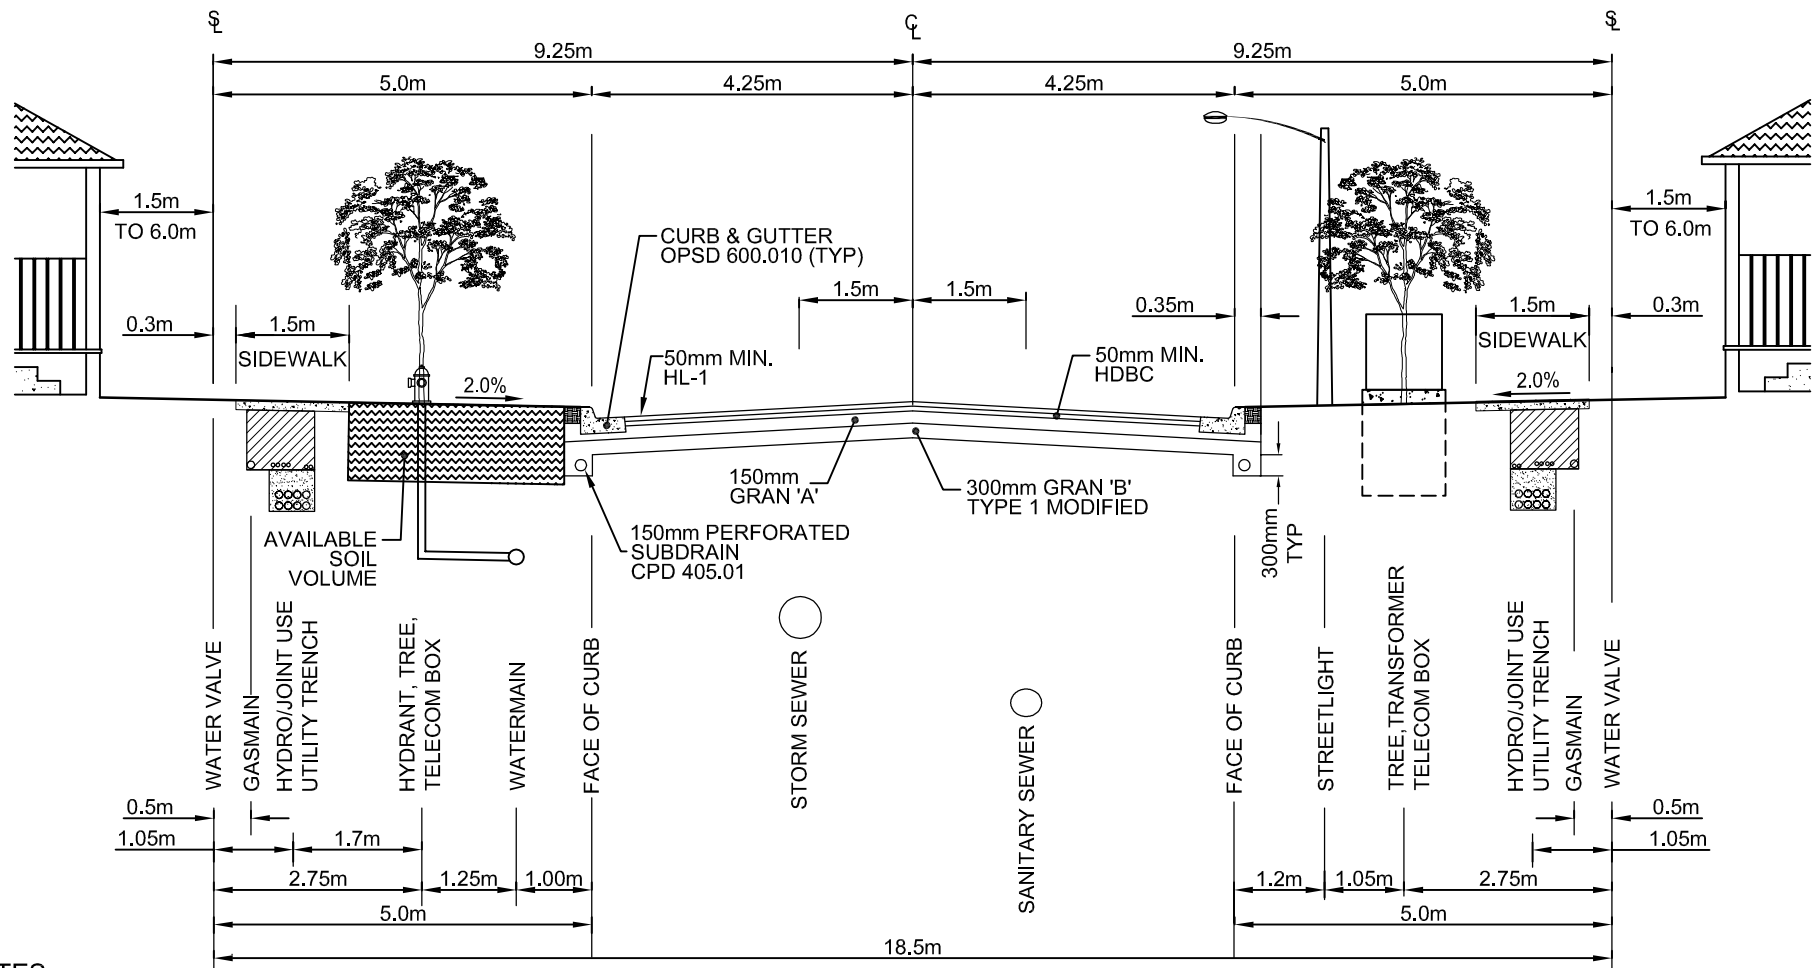 S
L
C
L
S
L
9.25m
9.25m
5.0m
4.25m
4.25m
5.0m
1.5m
TO 6.0m
1.5m
TO 6.0m
CURB & GUTTER
OPSD 600.010 (TYP)
1.5m
1.5m
0.3m
1.5m
SIDEWALK
0.35m
1.5m
SIDEWALK
0.3m
50mm MIN.
HL-1
50mm MIN.
HDBC
2.0%
2.0%
150mm
GRAN 'A'
300mm GRAN 'B'
TYPE 1 MODIFIED
AVAILABLE
SOIL
VOLUME
150mm PERFORATED
SUBDRAIN
CPD 405.01
300mm
TYP
WATER VALVE
GASMAIN
HYDRO/JOINT USE
UTILITY TRENCH
HYDRANT, TREE,
TELECOM BOX
WATERMAIN
FACE OF CURB
STORM SEWER
SANITARY SEWER
FACE OF CURB
STREETLIGHT
TREE, TRANSFORMER
TELECOM BOX
HYDRO/JOINT USE
UTILITY TRENCH
GASMAIN
WATER VALVE
0.5m
0.5m
1.05m
1.7m
1.05m
2.75m
1.25m
1.00m
1.2m
1.05m
2.75m
5.0m
5.0m
18.5m